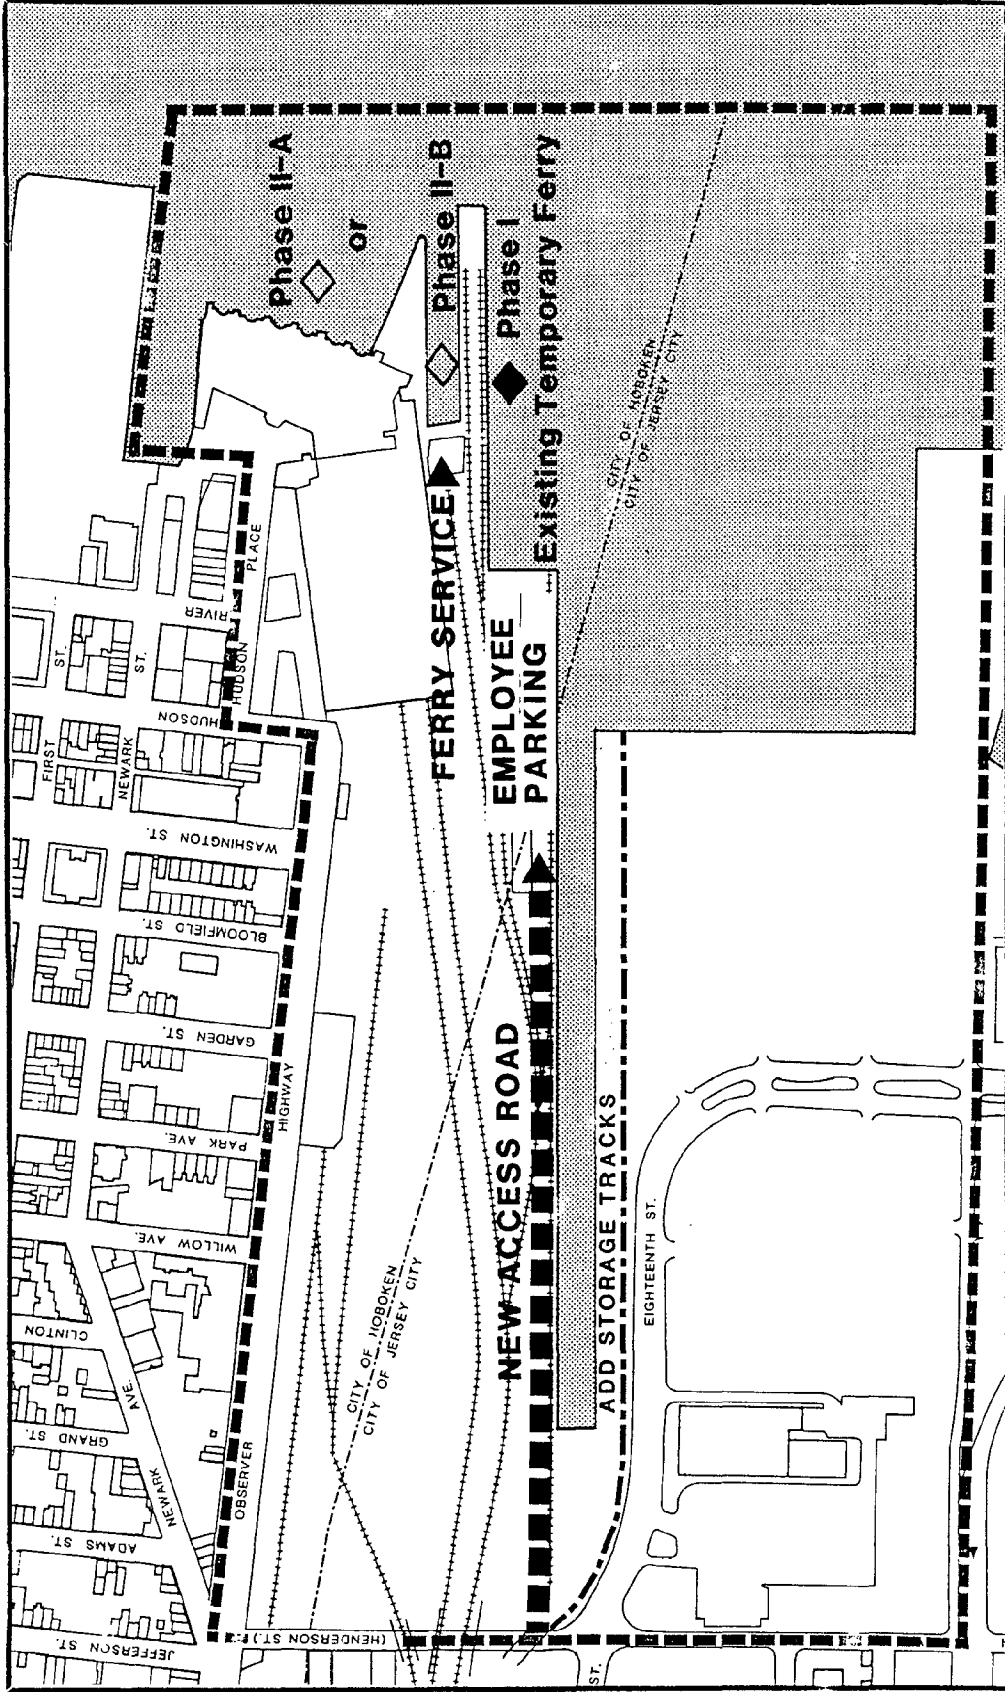 Phase II-A
or
Phase II-B
Phase I
Existing Temporary Ferry
FERRY SERVICE
EMPLOYEE
PARKING
NEW ACCESS ROAD
ADD STORAGE TRACKS
CITY OF HOBOKEN
CITY OF JERSEY CITY
CITY OF HOBOKEN
CITY OF JERSEY CITY
EIGHTEENTH ST.
(HENDERSON ST.)
OBSERVER
HIGHWAY
HUDSON
PLACE
RIVER
ST.
ST.
HUDSON
FIRST
NEWARK
WASHINGTON ST.
BLOOMFIELD ST.
GARDEN ST.
PARK AVE.
WILLOW AVE.
CLINTON
AVE.
GRAND ST.
NEWARK
ADAMS ST.
JEFFERSON ST.
ST.